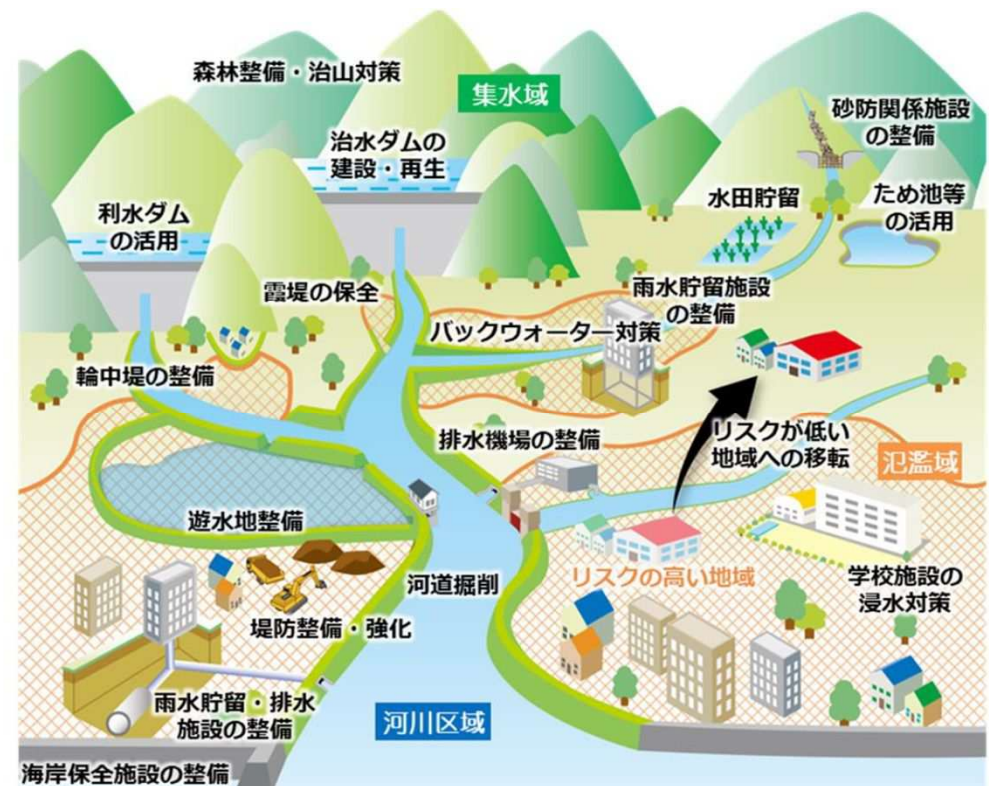 森林整備・治山対策
集水域
砂防関係施設
の整備
治水ダムの
建設・再生
水田貯留
ため池等
の活用
利水ダム
の活用
霞堤の保全
雨水貯留施設
の整備
バックウォーター対策
輪中堤の整備
排水機場の整備
リスクが低い
地域への移転
氾濫域
遊水地整備
河道掘削
リスクの高い地域
学校施設の
浸水対策
堤防整備・強化
雨水貯留・排水
施設の整備
河川区域
海岸保全施設の整備